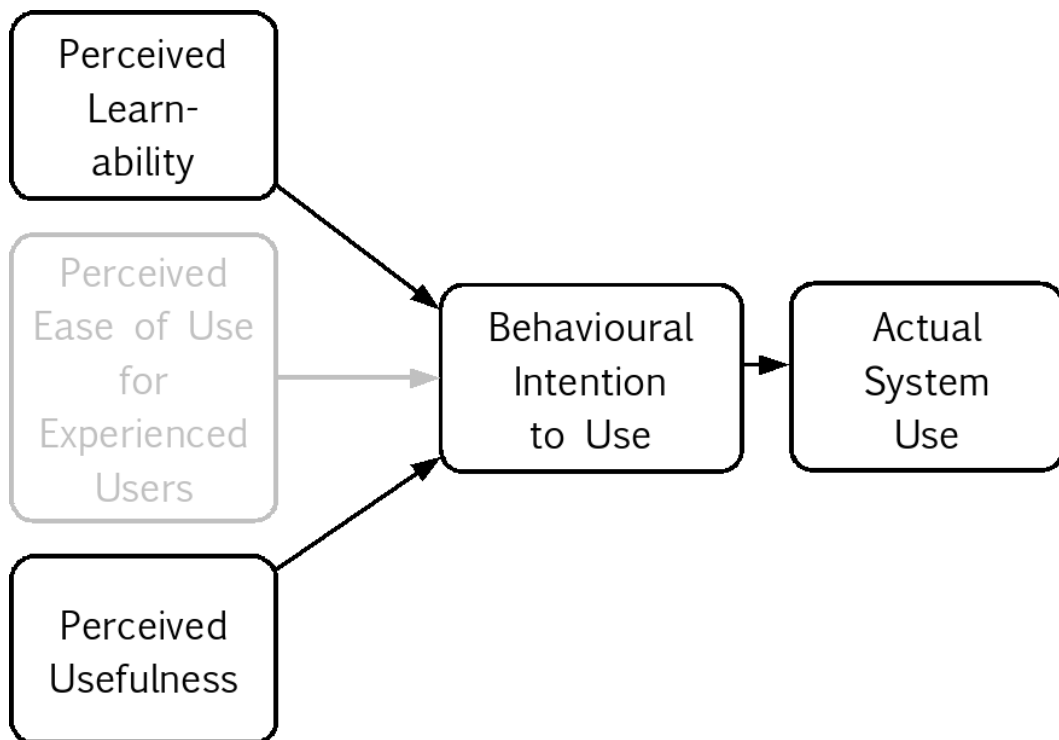 Perceived
Learn-
ability
Perceived
Ease of Use
for
Experienced
Users
Perceived
Usefulness
Behavioural
Intention
to Use
Actual
System
Use